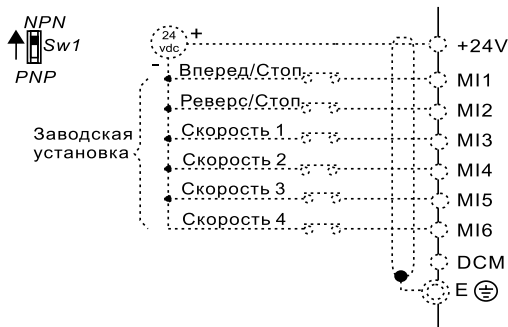 NPN
Sw1
PNP
24
vdc
+
-
+24V
Вперед/Стоп
MI1
Реверс/Стоп
MI2
Заводская
установка
Скорость 1
MI3
Скорость 2
MI4
Скорость 3
MI5
Скорость 4
MI6
DCM
E